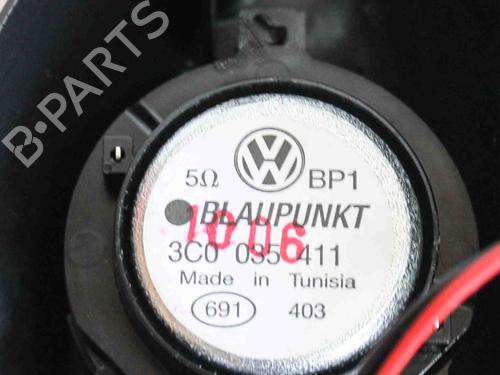 B-PARTS
5Ω BP1
BLAUPUNKT
1006
3C0 035 411
Made in Tunisia
691 403